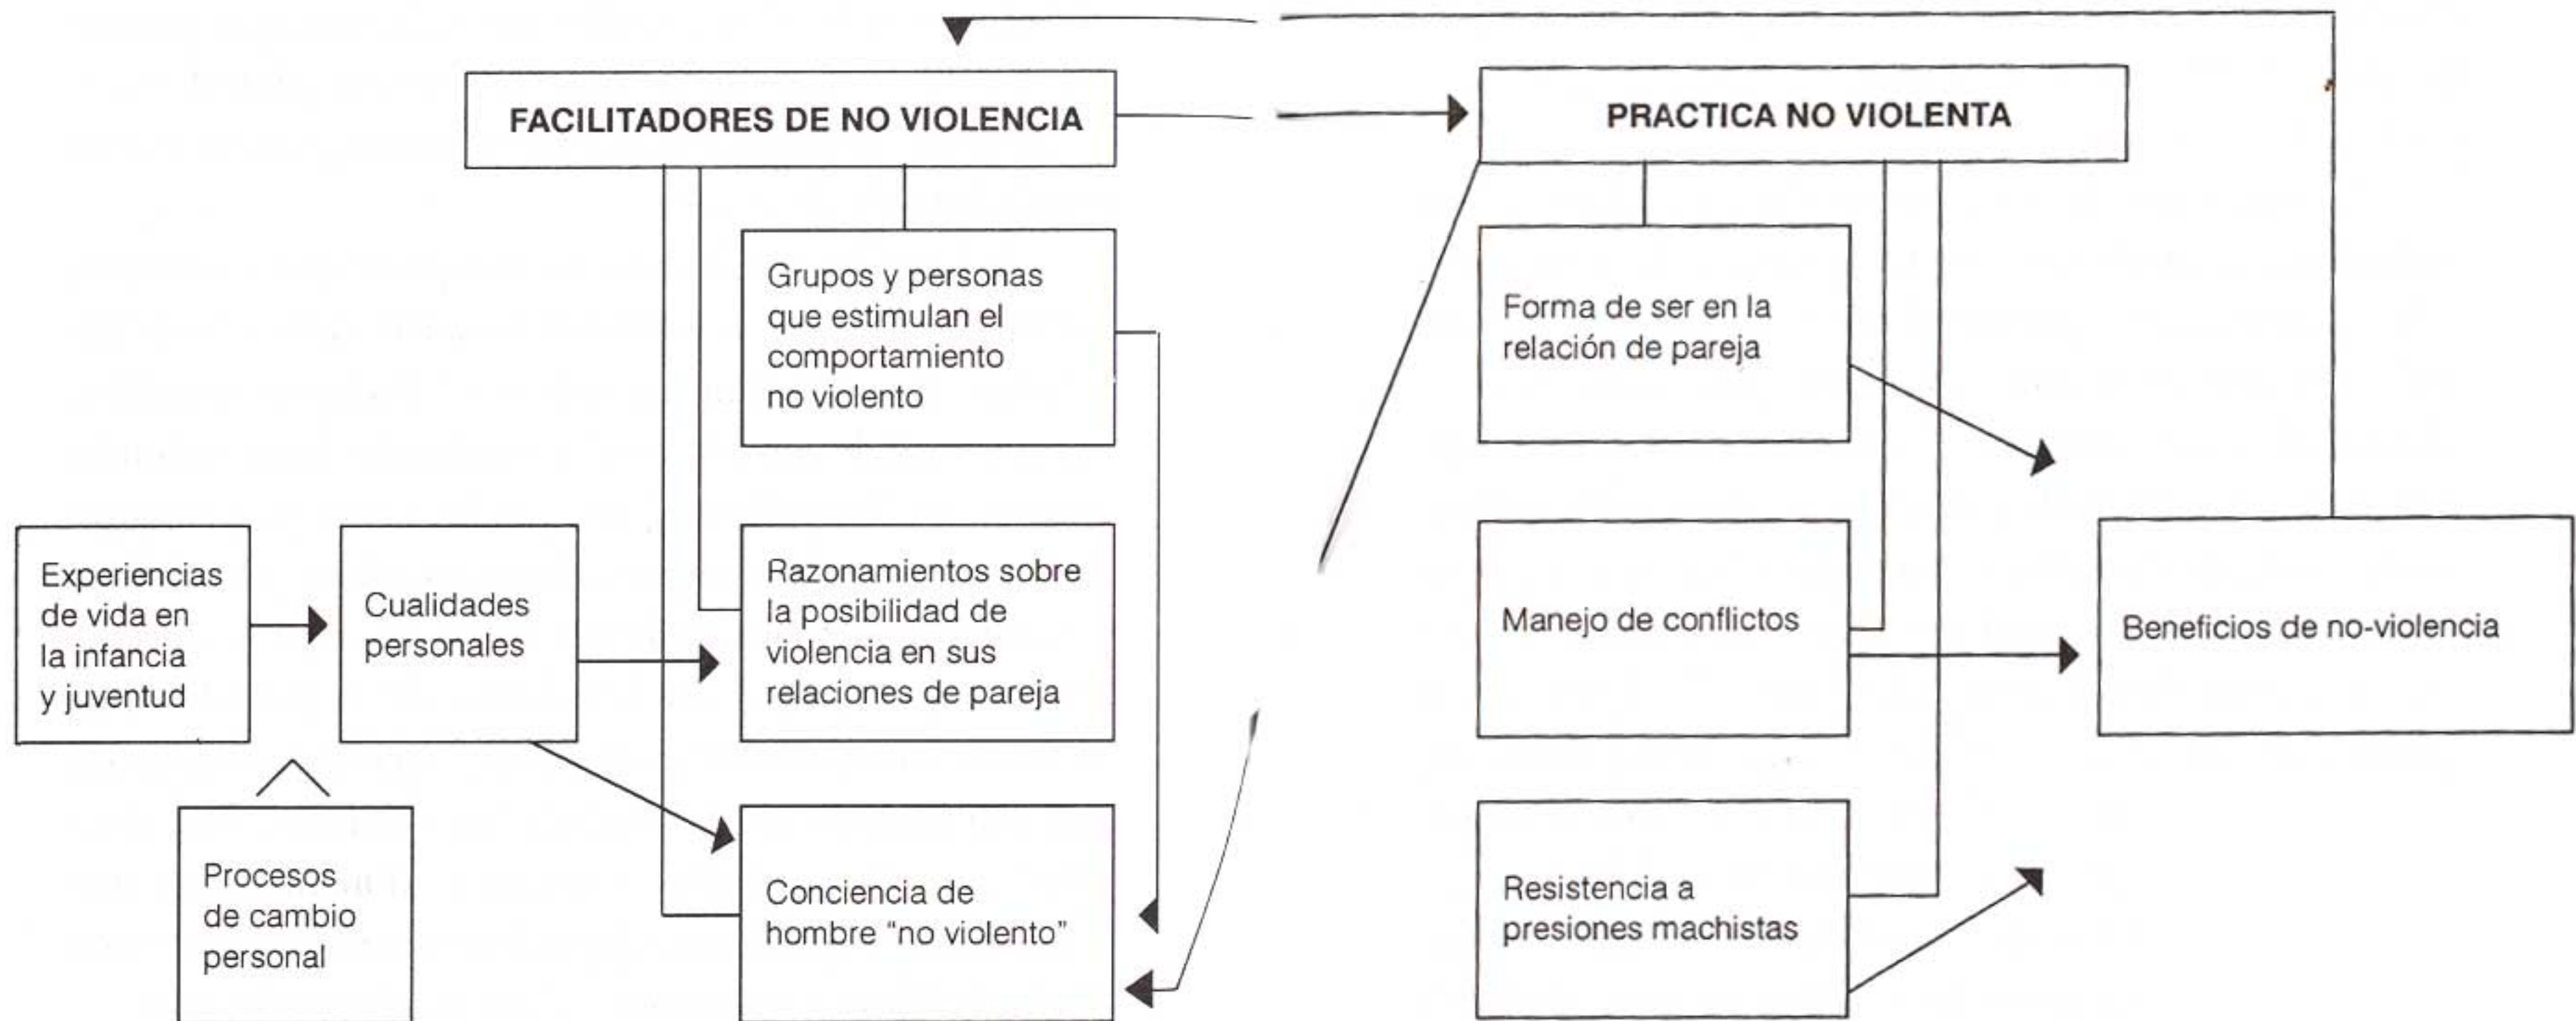 FACILITADORES DE NO VIOLENCIA
PRACTICA NO VIOLENTA
Grupos y personas
que estimulan el
comportamiento
no violento
Forma de ser en la
relación de pareja
Experiencias
de vida en
la infancia
y juventud
Cualidades
personales
Razonamientos sobre
la posibilidad de
violencia en sus
relaciones de pareja
Manejo de conflictos
Beneficios de no-violencia
Procesos
de cambio
personal
Conciencia de
hombre “no violento”
Resistencia a
presiones machistas